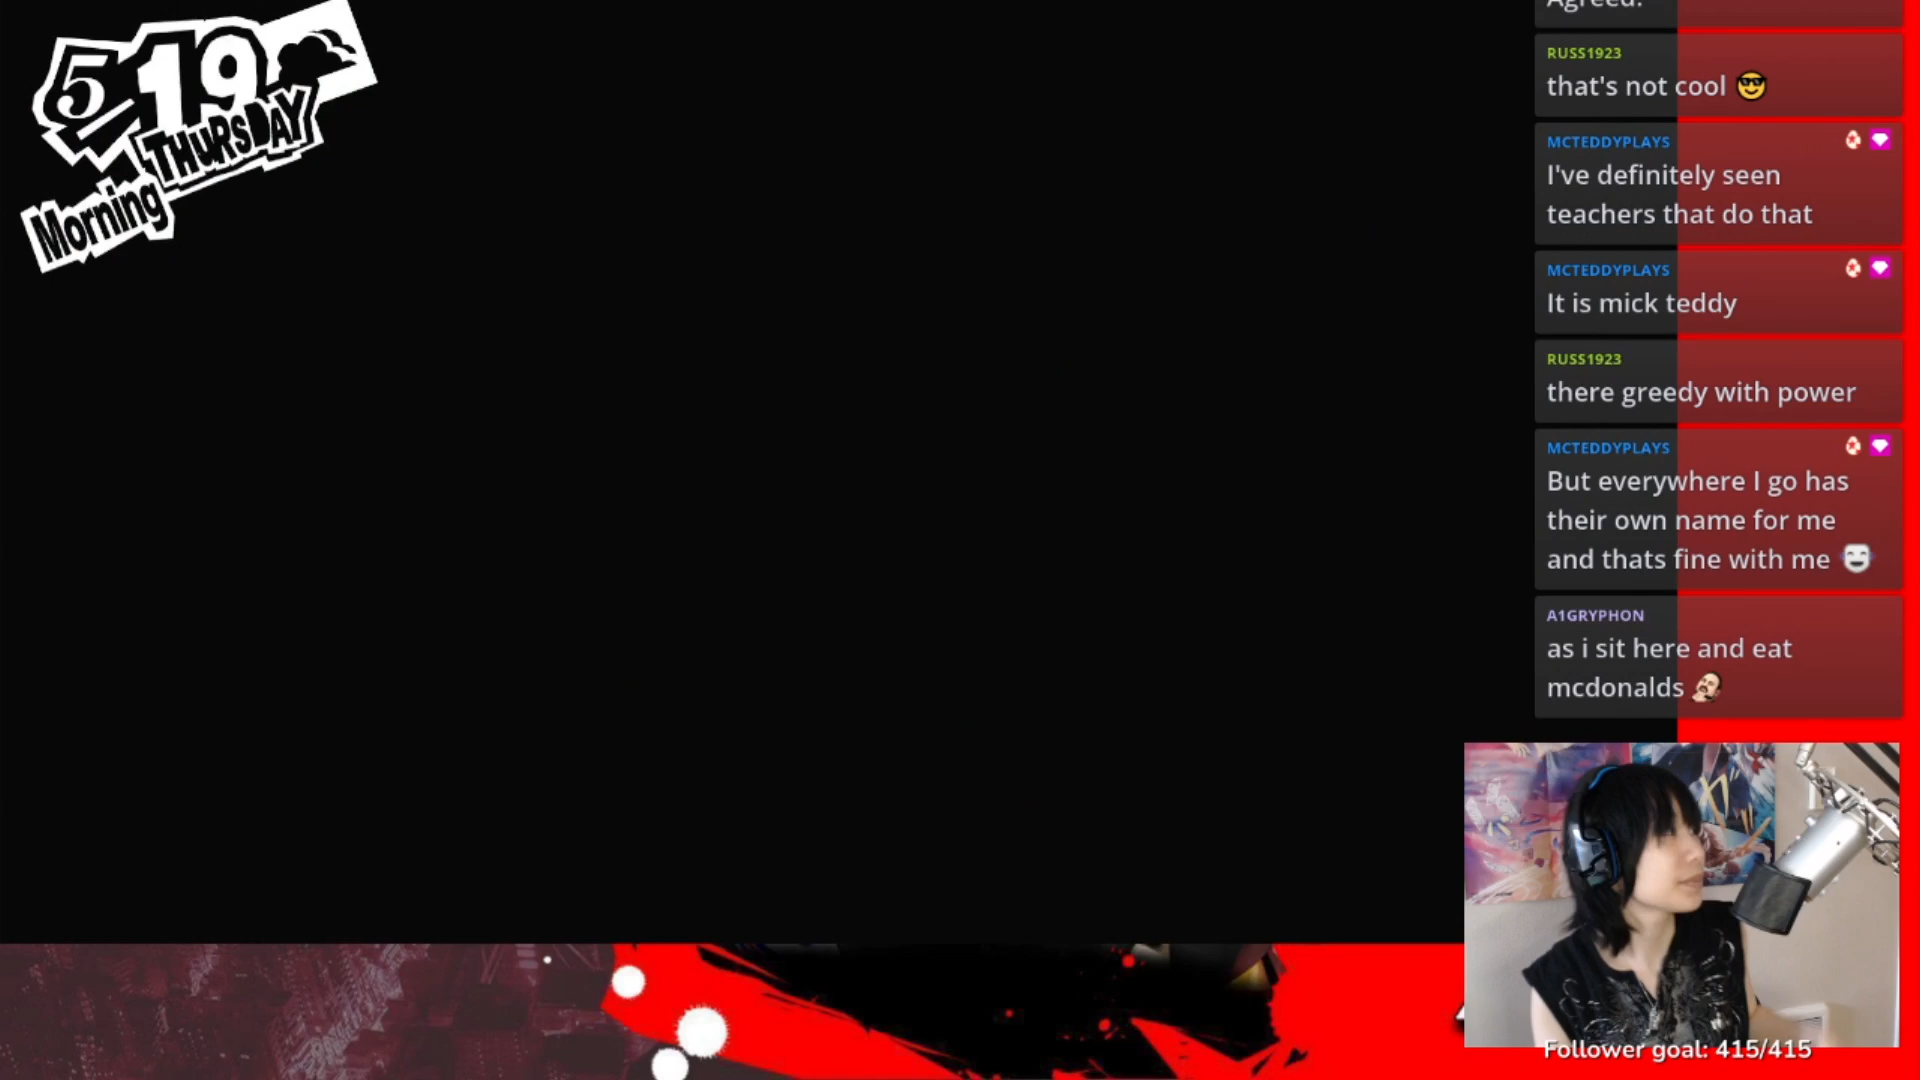 5/19
THURSDAY
Morning
Agreed.
RUSS1923
that's not cool 😎
MCTEDDYPLAYS
I've definitely seen
teachers that do that
MCTEDDYPLAYS
It is mick teddy
RUSS1923
there greedy with power
MCTEDDYPLAYS
But everywhere I go has
their own name for me
and thats fine with me
A1GRYPHON
as i sit here and eat
mcdonalds
Follower goal: 415/415